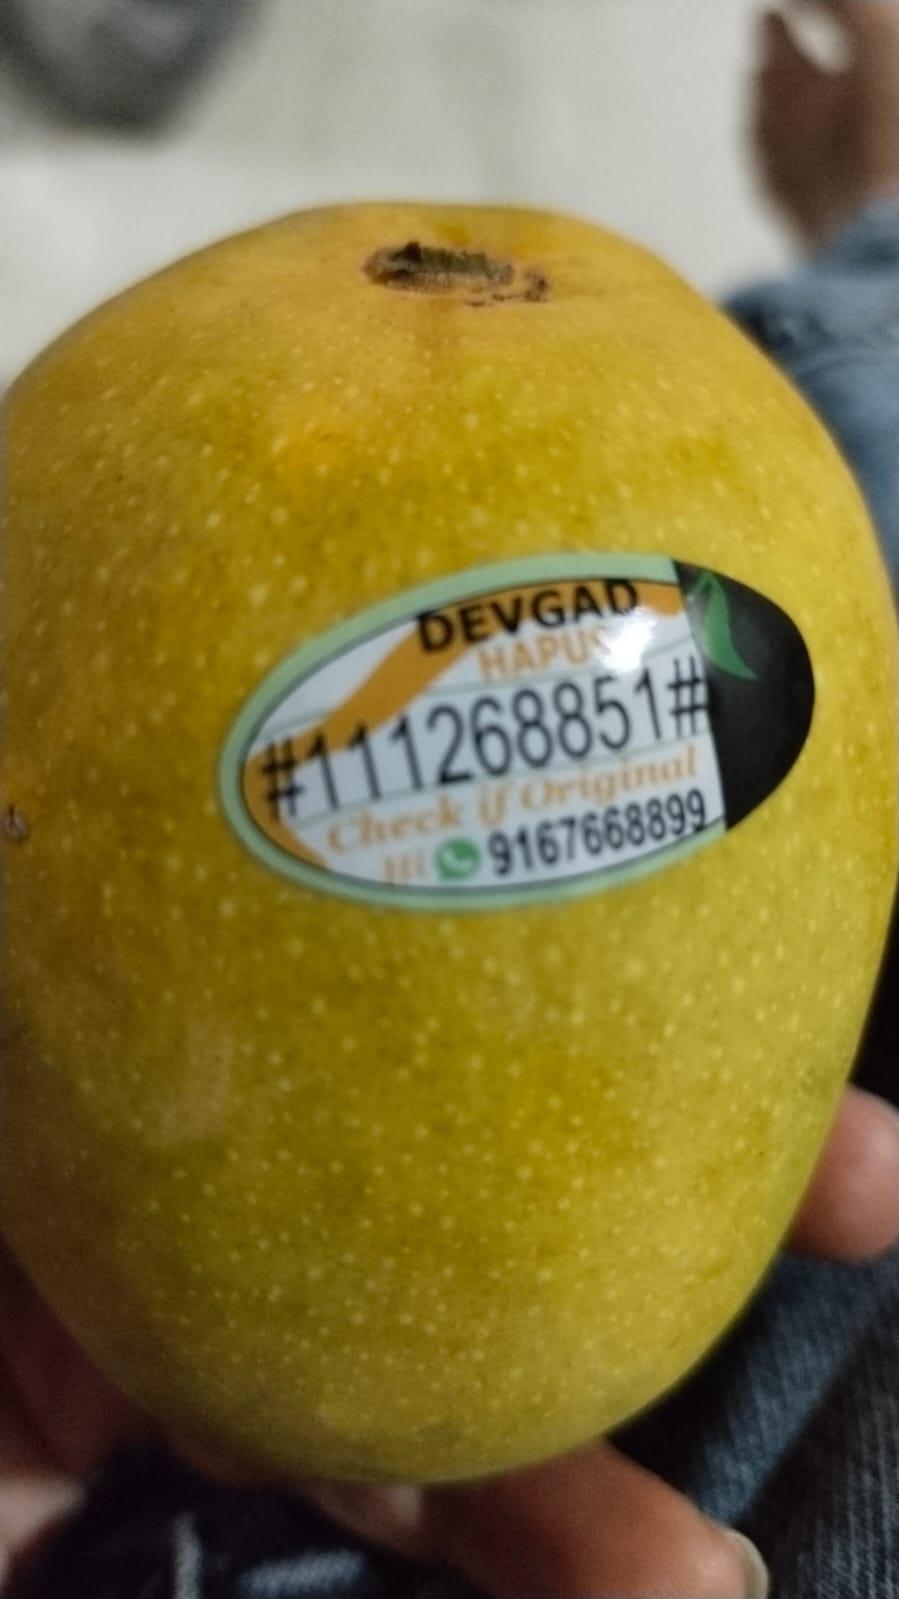 DEVGAD
HAPUS
#111268851#
Check if Original
Hi 9167668899